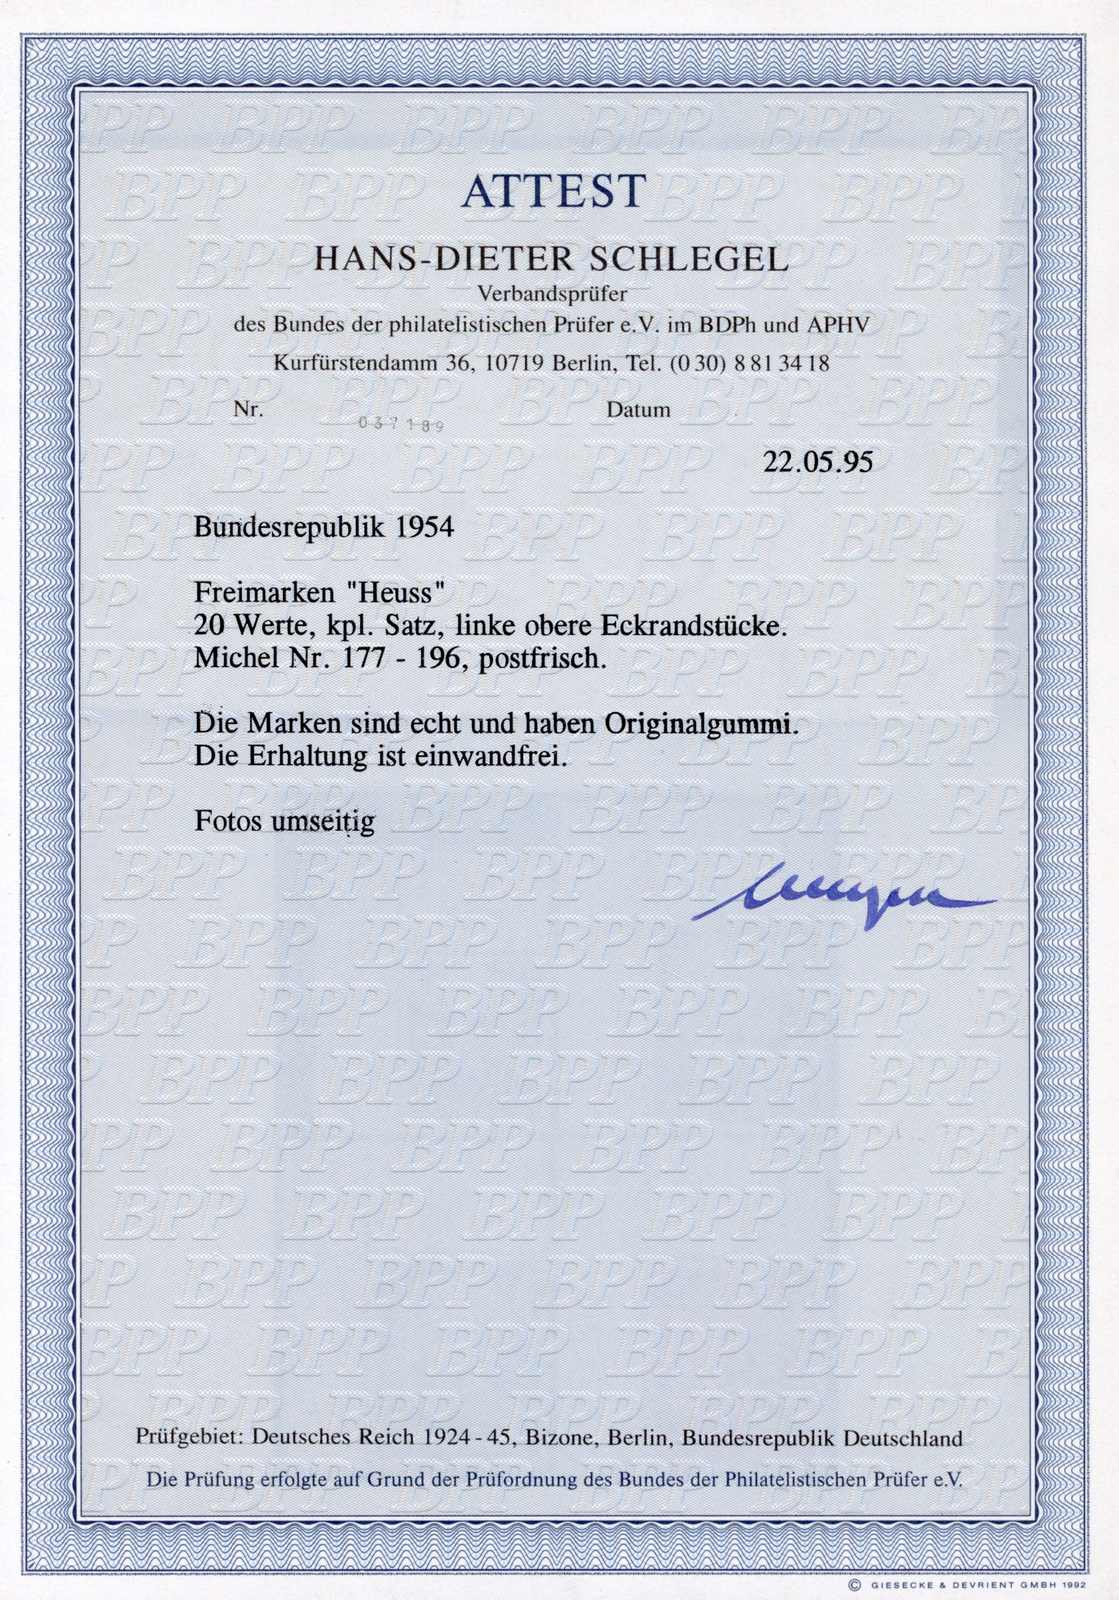 ATTEST
HANS-DIETER SCHLEGEL
Verbandsprüfer
des Bundes der philatelistischen Prüfer e.V. im BDPh und APHV
Kurfürstendamm 36, 10719 Berlin, Tel. (0 30) 8 81 34 18
Nr. Datum
22.05.95
Bundesrepublik 1954
Freimarken "Heuss"
20 Werte, kpl. Satz, linke obere Eckrandstücke.
Michel Nr. 177 - 196, postfrisch.
Die Marken sind echt und haben Originalgummi.
Die Erhaltung ist einwandfrei.
Fotos umseitig
Prüfgebiet: Deutsches Reich 1924-45, Bizone, Berlin, Bundesrepublik Deutschland
Die Prüfung erfolgte auf Grund der Prüfordnung des Bundes der Philatelistischen Prüfer e.V.
© GIESECKE & DEVRIENT GMBH 1992